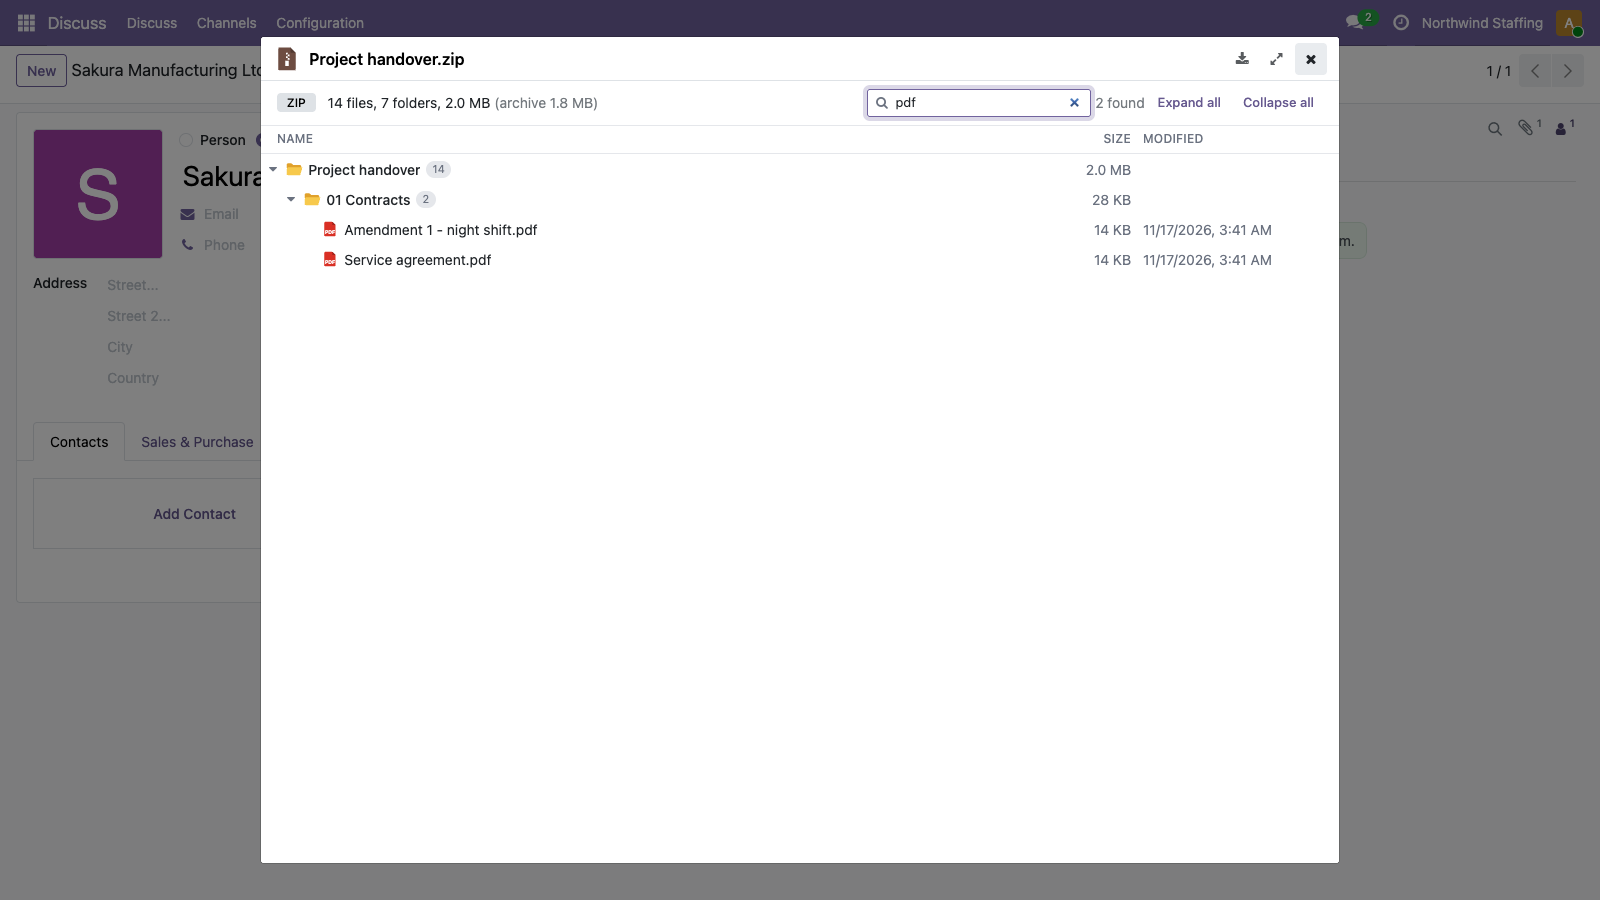 Discuss Discuss Channels Configuration 2 Northwind Staffing A
New Sakura Manufacturing Ltd 1 / 1
Project handover.zip
ZIP 14 files, 7 folders, 2.0 MB (archive 1.8 MB) pdf 2 found Expand all Collapse all
NAME SIZE MODIFIED
Project handover 14 2.0 MB
01 Contracts 2 28 KB
PDF Amendment 1 - night shift.pdf 14 KB 11/17/2026, 3:41 AM
PDF Service agreement.pdf 14 KB 11/17/2026, 3:41 AM
S
Person
Sakura
Email
Phone
Address Street...
Street 2...
City
Country
Contacts Sales & Purchase
Add Contact
1 1
m.